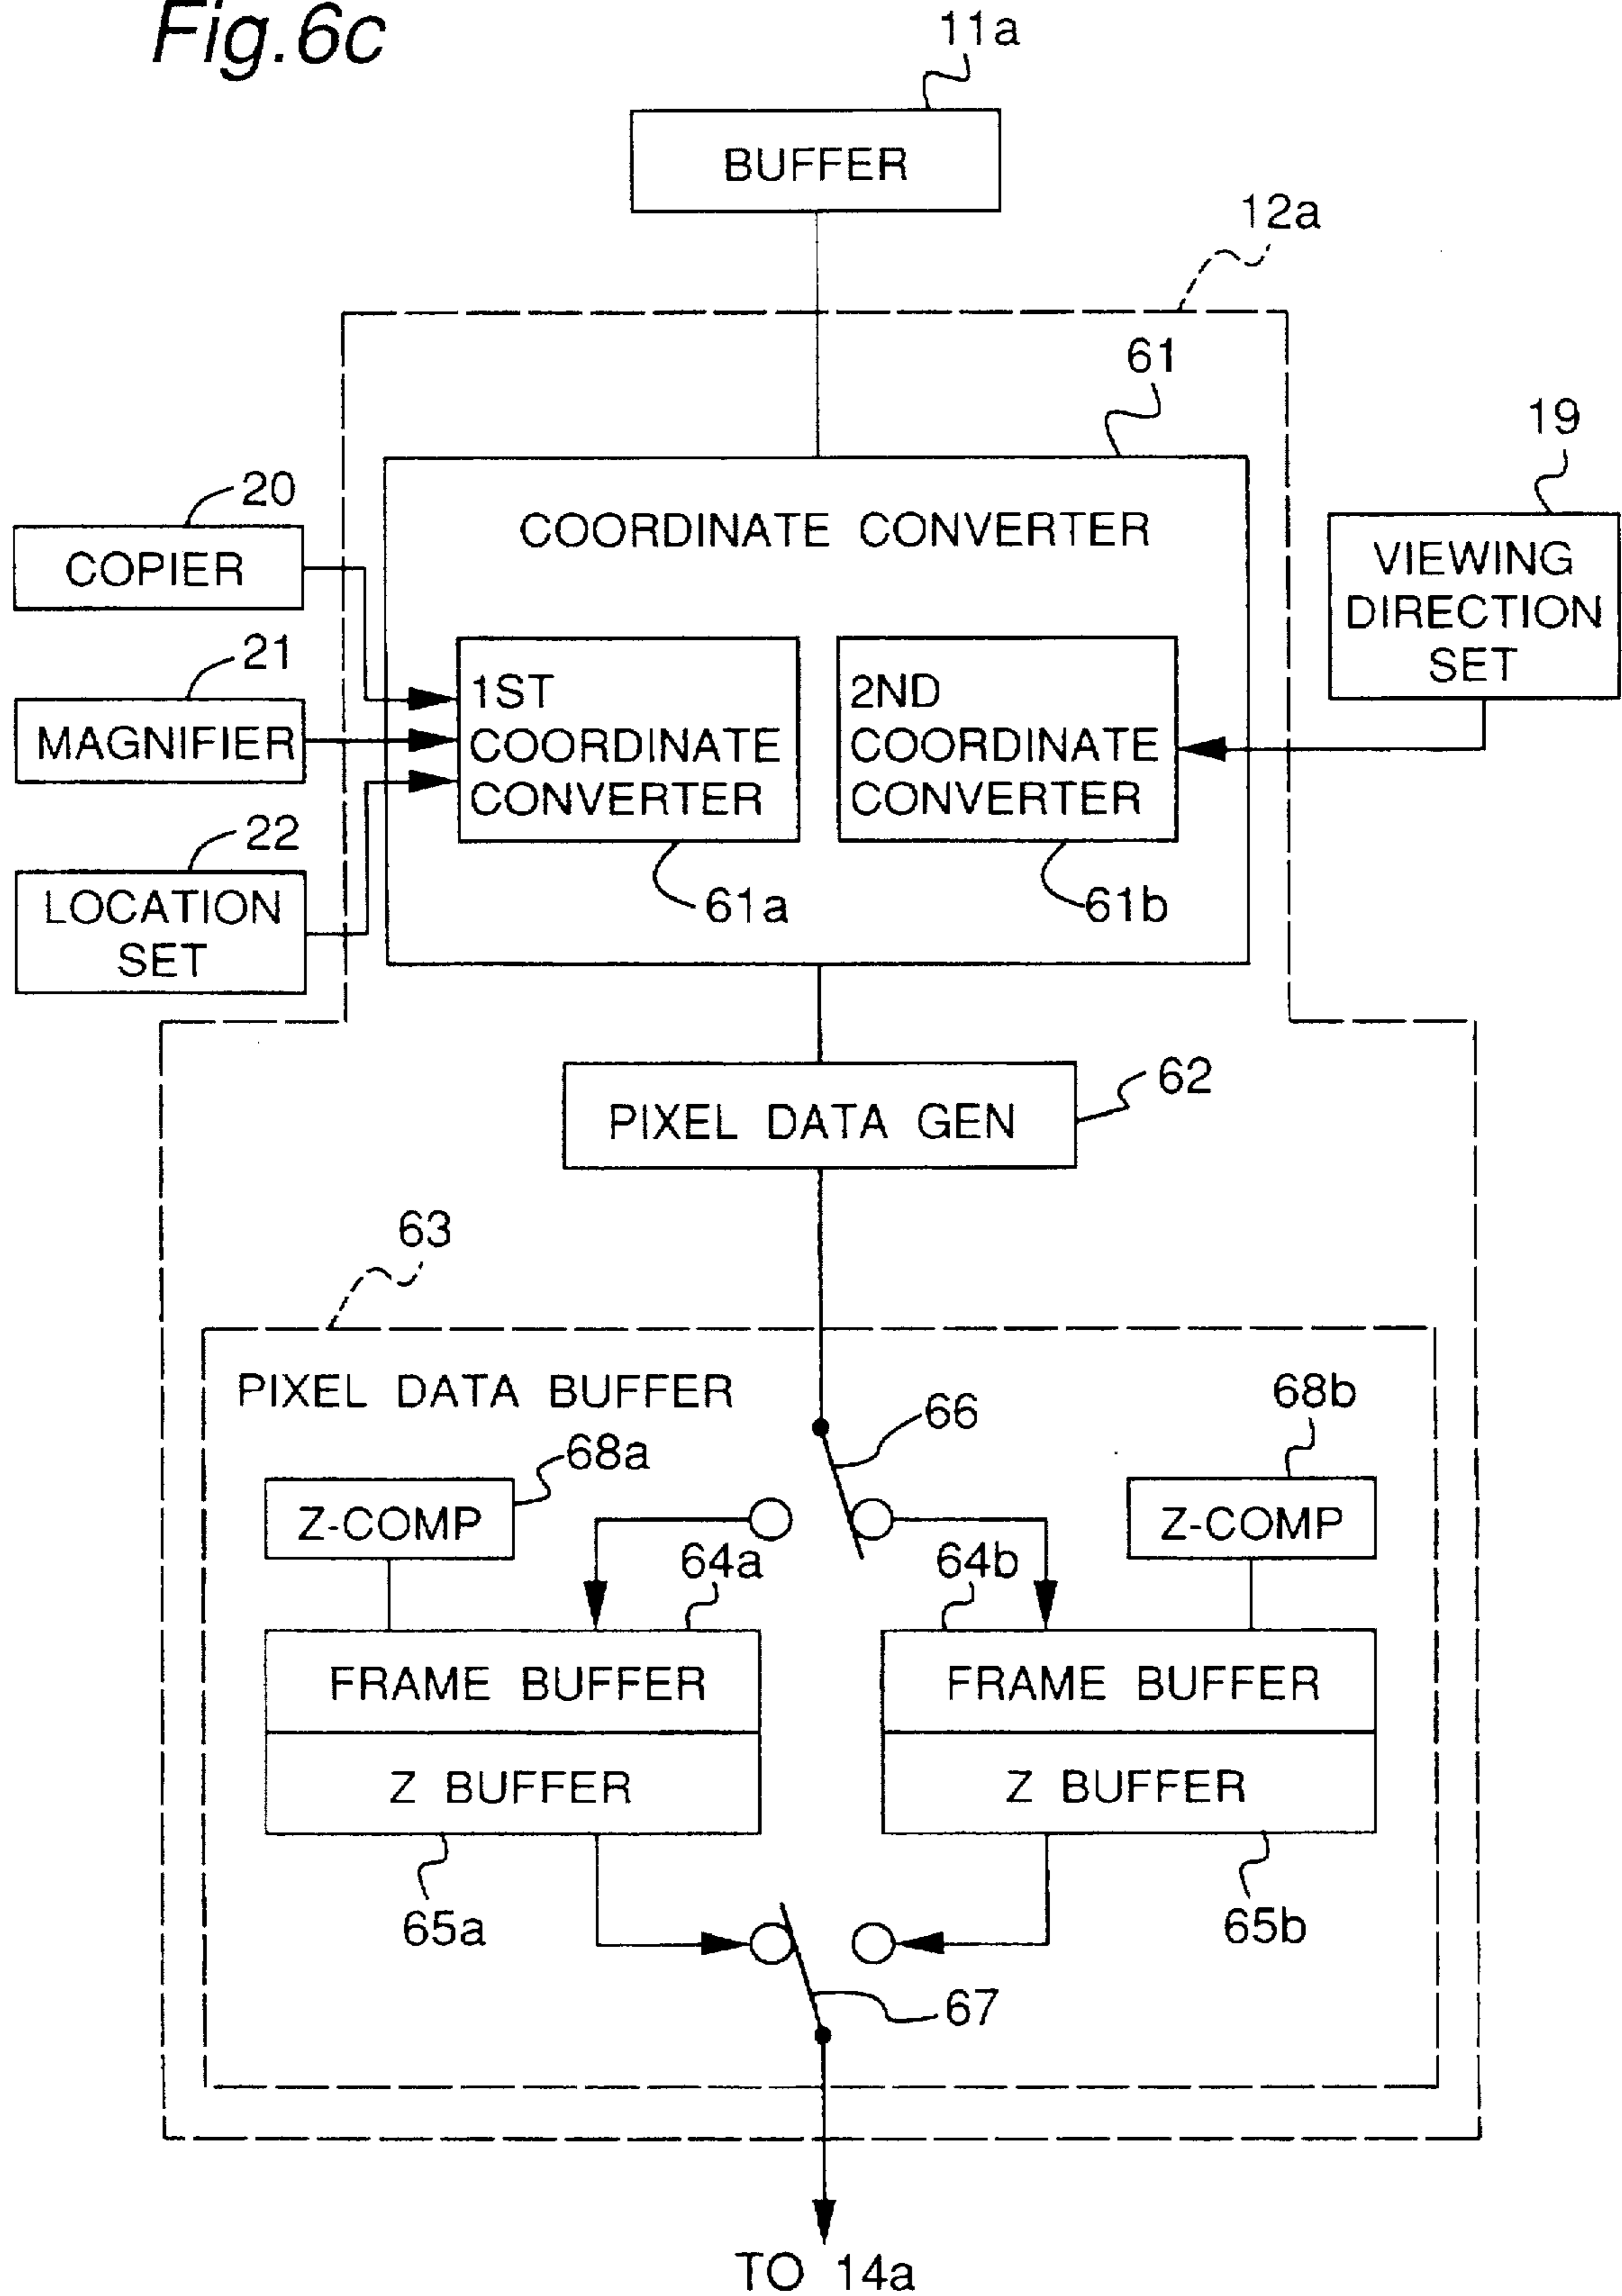 Fig.6c
11a
BUFFER
12a
61
19
20
COORDINATE CONVERTER
COPIER
VIEWING
DIRECTION
SET
21
MAGNIFIER
1ST
COORDINATE
CONVERTER
2ND
COORDINATE
CONVERTER
22
LOCATION
SET
61a
61b
62
PIXEL DATA GEN
63
PIXEL DATA BUFFER
66
68b
68a
Z-COMP
Z-COMP
64a
64b
FRAME BUFFER
FRAME BUFFER
Z BUFFER
Z BUFFER
65a
65b
67
TO 14a